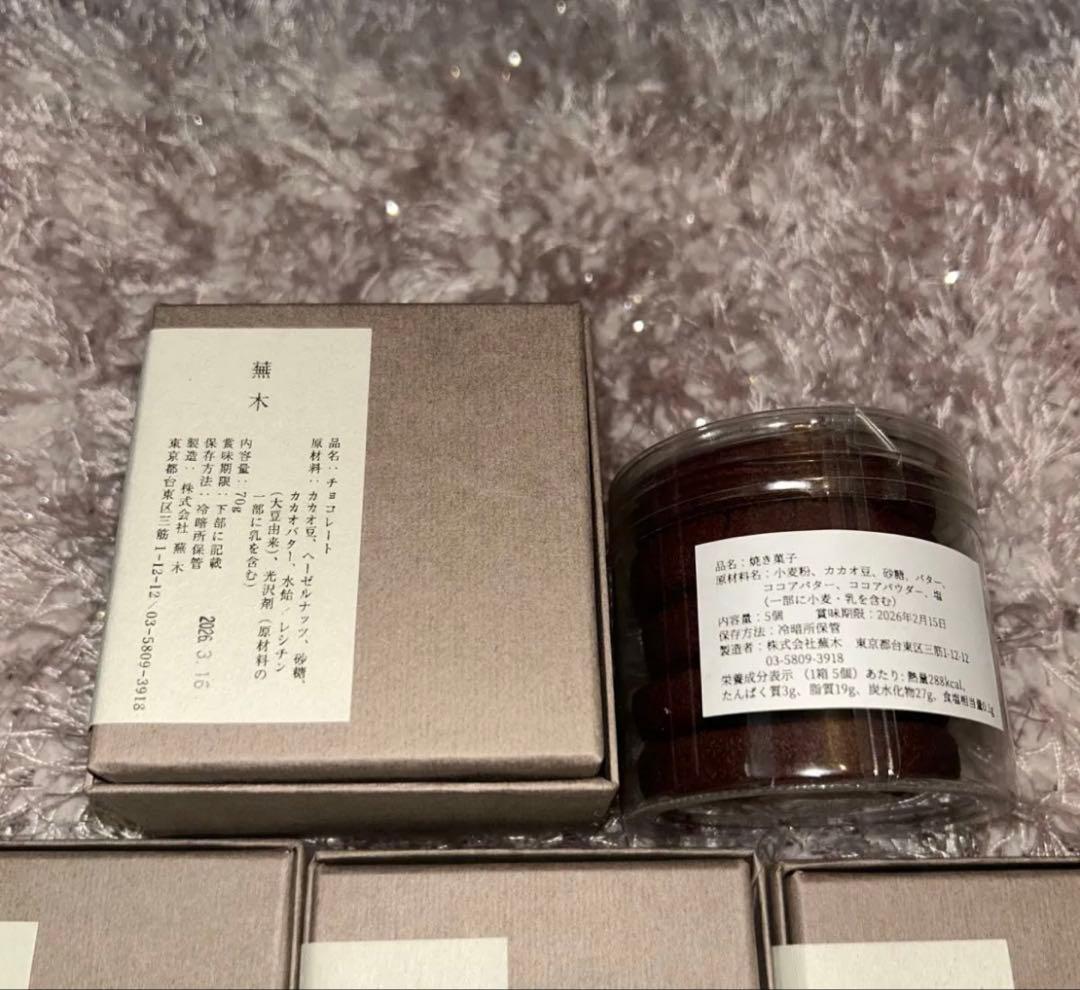 蕪木
品名：チョコレート
原材料：カカオ豆、ヘーゼルナッツ、砂糖、
カカオバター、水飴／レシチン
（大豆由来）、光沢剤（原材料の
一部に乳を含む）
内容量：70g
賞味期限：下部に記載
保存方法：冷暗所保管
製造：株式会社 蕪木
東京都台東区三筋1-12-12／03-5809-3918
2026.3.16
品名：焼き菓子
原材料名：小麦粉、カカオ豆、砂糖、バター、
ココアバター、ココアパウダー、塩
（一部に小麦・乳を含む）
内容量：5個　賞味期限：2026年2月15日
保存方法：冷暗所保管
製造者：株式会社蕪木　東京都台東区三筋1-12-12
03-5809-3918
栄養成分表示（1箱 5個）あたり：熱量288kcal、
たんぱく質3g、脂質19g、炭水化物27g、食塩相当量0.1g